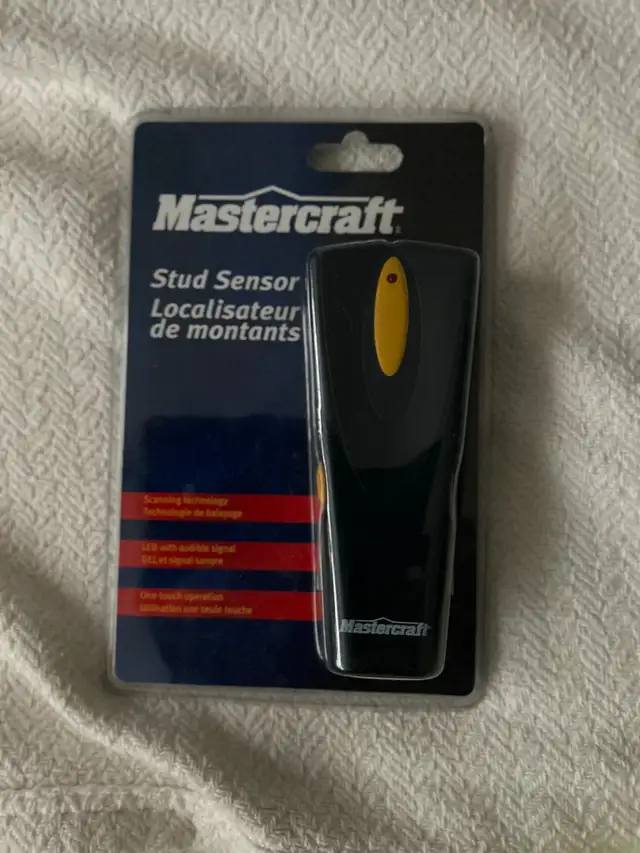 Mastercraft®
Stud Sensor
Localisateur
de montants
Scanning technology
Technologie de balayage
LED with audible signal
DEL et signal sonore
One-touch operation
Utilisation une seule touche
Mastercraft